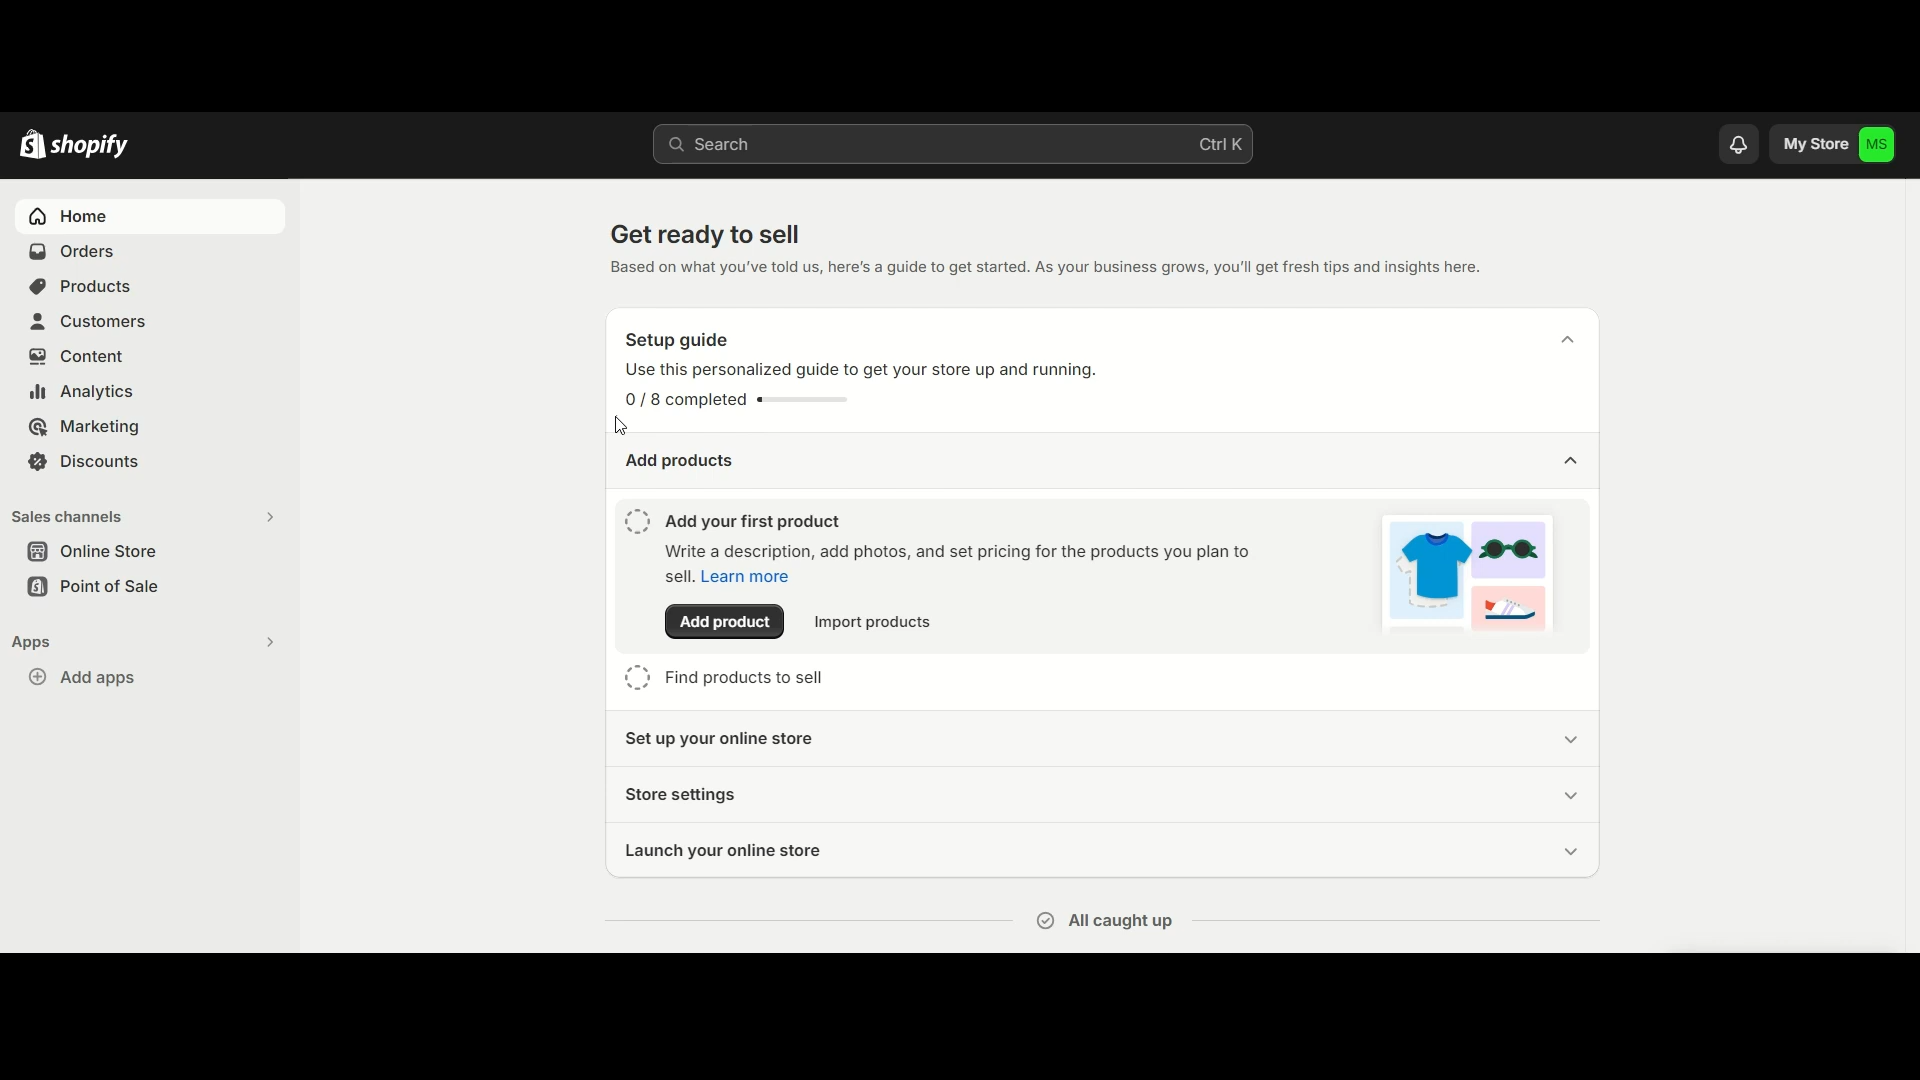 shopify
Search Ctrl K
My Store MS
Home
Orders
Products
Customers
Content
Analytics
Marketing
Discounts
Sales channels
Online Store
Point of Sale
Apps
Add apps
Get ready to sell
Based on what you've told us, here's a guide to get started. As your business grows, you'll get fresh tips and insights here.
Setup guide
Use this personalized guide to get your store up and running.
0 / 8 completed
Add products
Add your first product
Write a description, add photos, and set pricing for the products you plan to
sell. Learn more
Add product Import products
Find products to sell
Set up your online store
Store settings
Launch your online store
All caught up